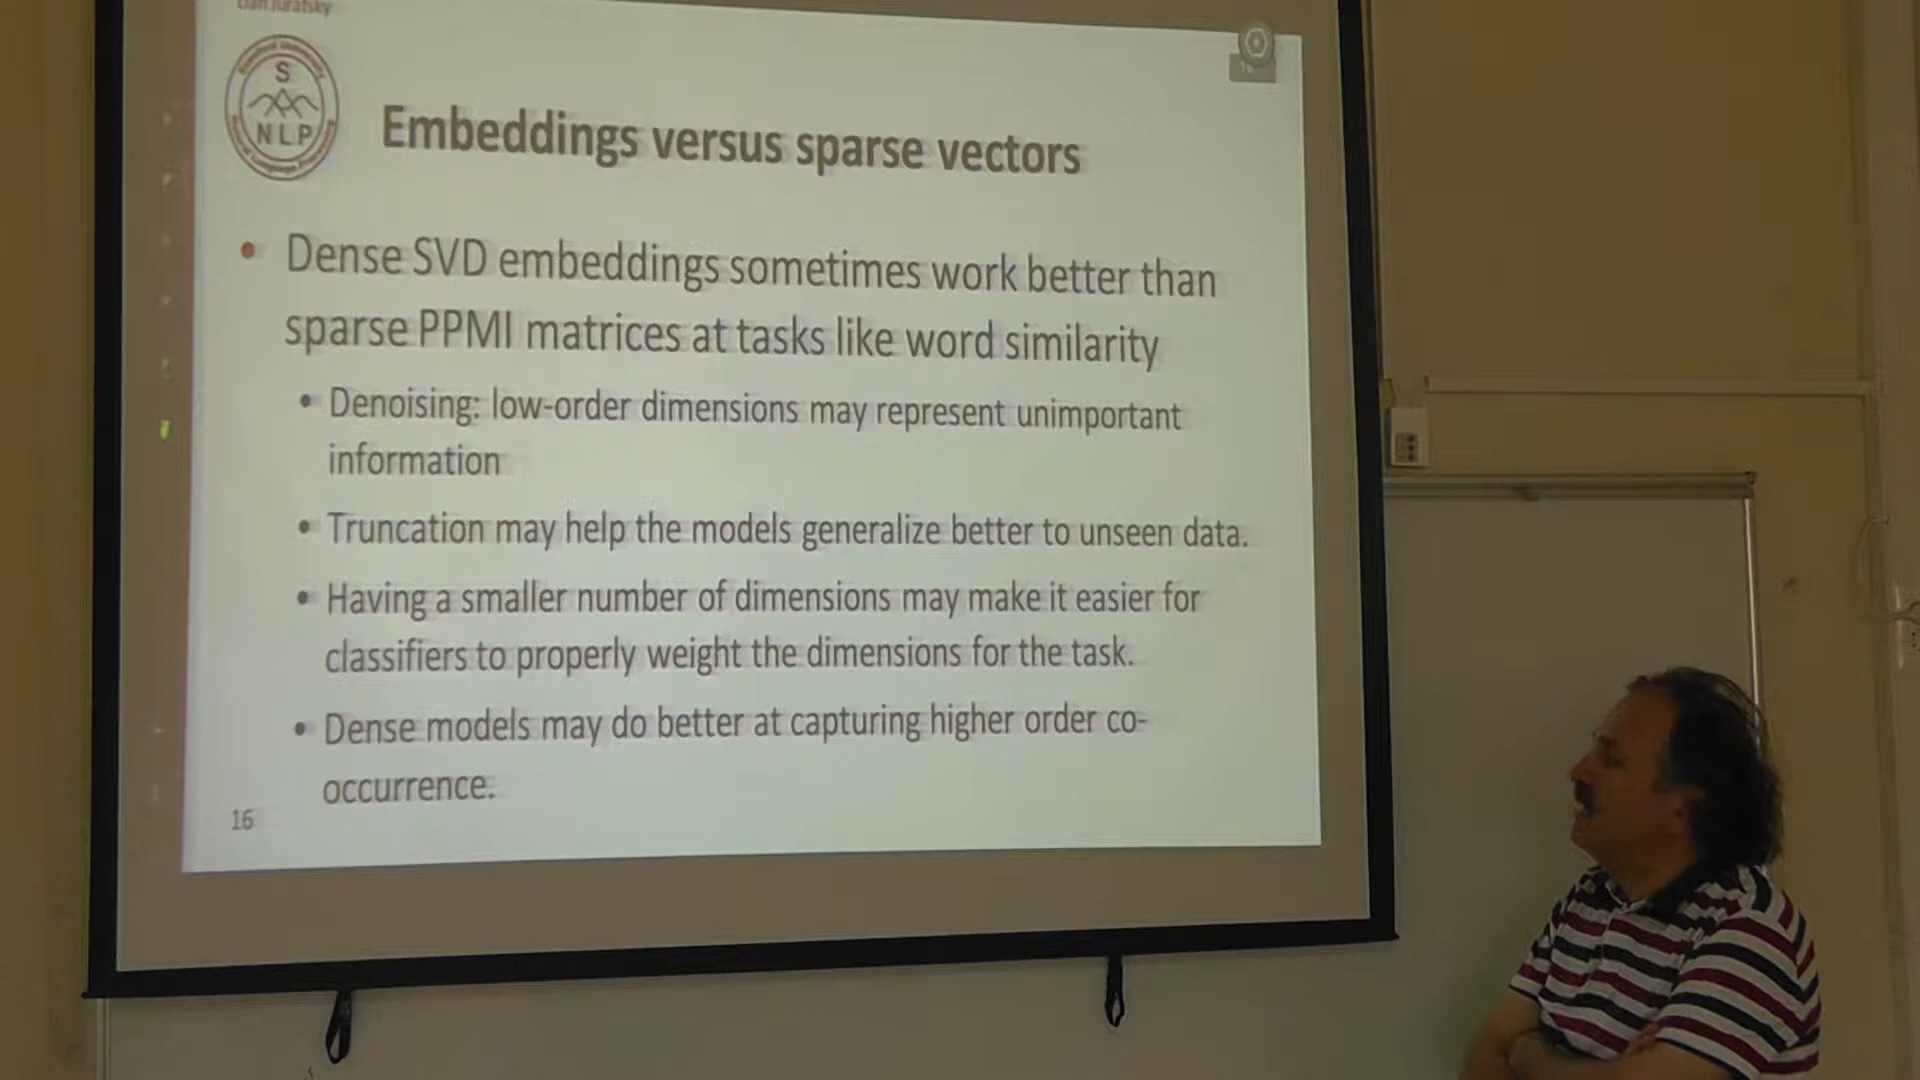 Dan Jurafsky
S
NLP
Embeddings versus sparse vectors
• Dense SVD embeddings sometimes work better than
sparse PPMI matrices at tasks like word similarity
• Denoising: low-order dimensions may represent unimportant
information
• Truncation may help the models generalize better to unseen data.
• Having a smaller number of dimensions may make it easier for
classifiers to properly weight the dimensions for the task.
• Dense models may do better at capturing higher order co-
occurrence.
16